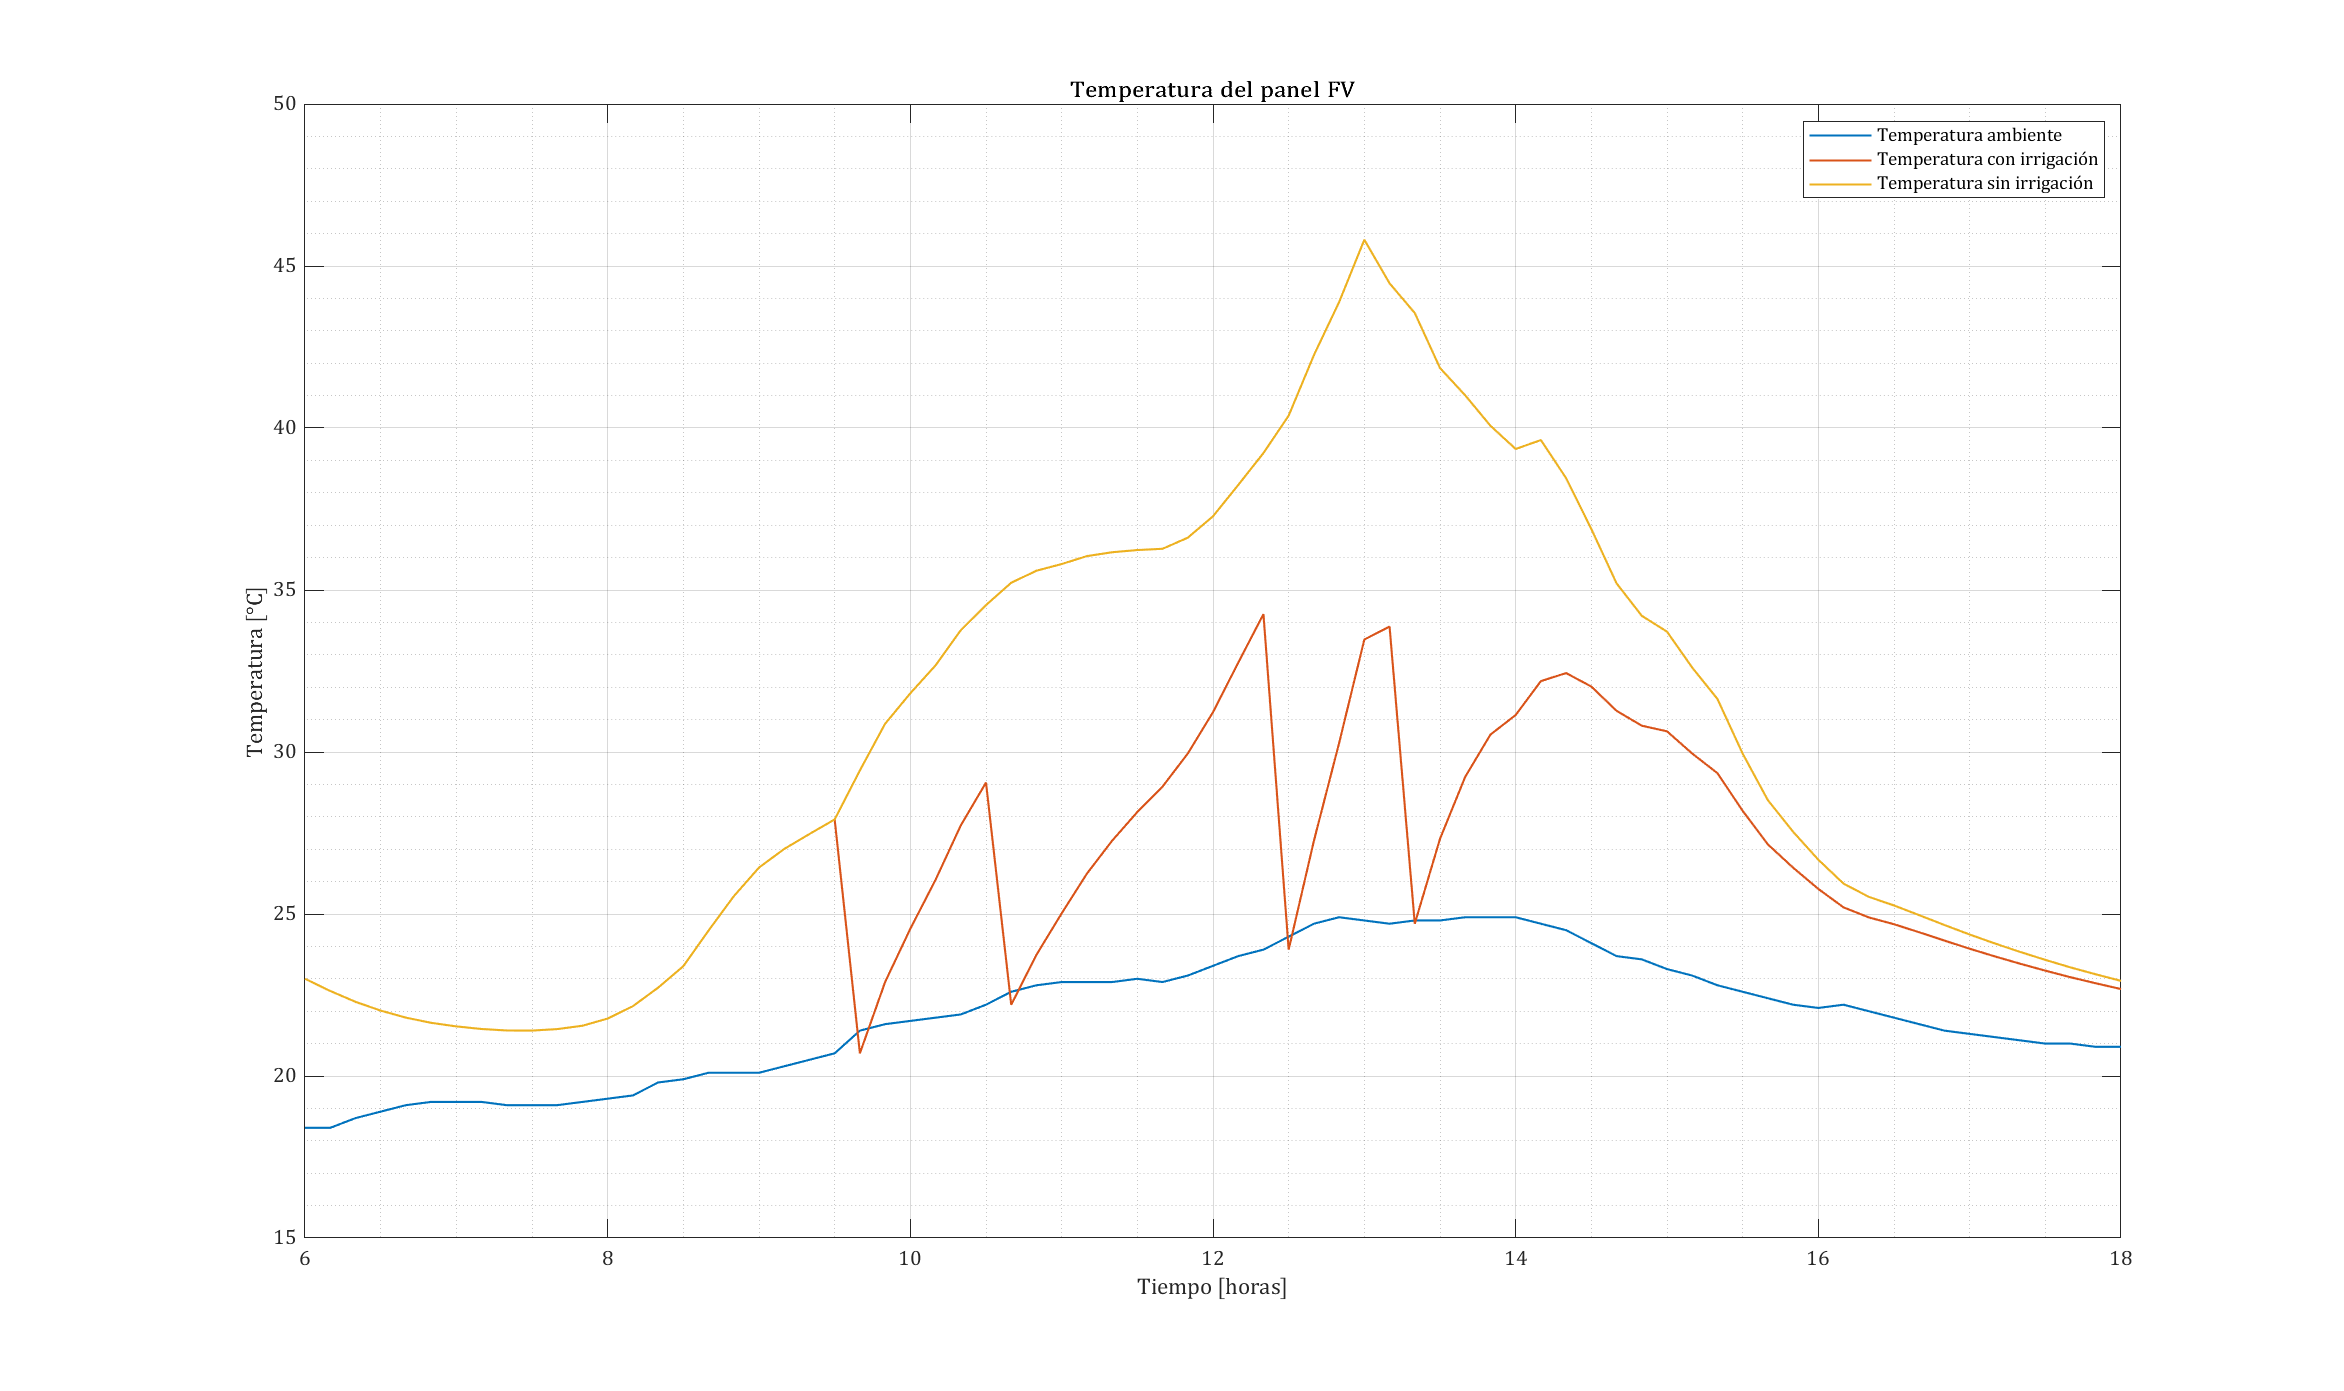 Temperatura del panel FV
Temperatura ambiente
Temperatura con irrigación
Temperatura sin irrigación
50
45
40
35
30
25
20
15
Temperatura [°C]
6 8 10 12 14 16 18
Tiempo [horas]